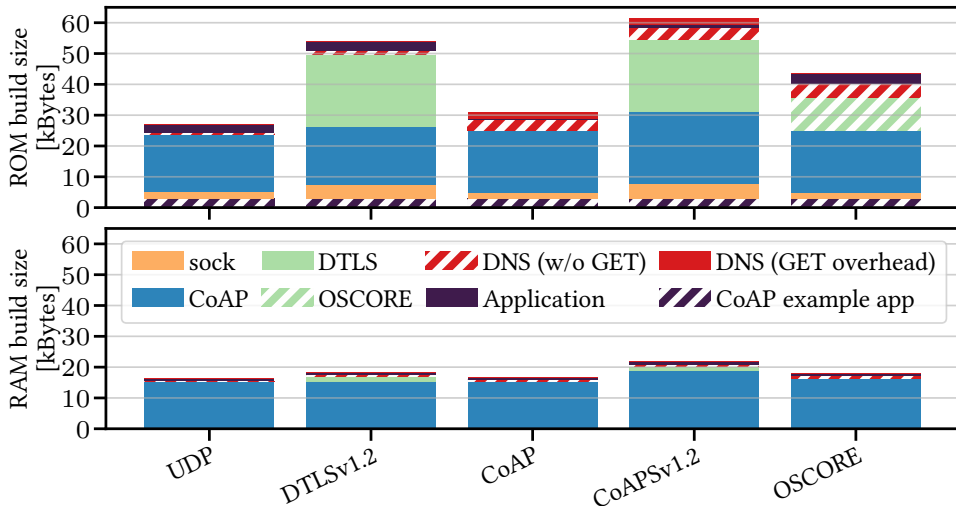 ROM build size
[kBytes]
60
50
40
30
20
10
0
RAM build size
[kBytes]
60
50
40
30
20
10
0
sock DTLS DNS (w/o GET) DNS (GET overhead)
CoAP OSCORE Application CoAP example app
UDP DTLSv1.2 CoAP CoAPSv1.2 OSCORE